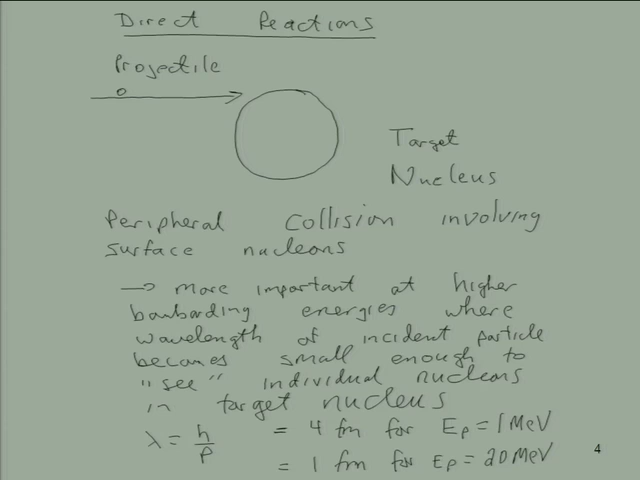 Direct Reactions
Projectile
Target
Nucleus
Peripheral Collision involving
surface nucleons
→ more important at higher
bombarding energies where
wavelength of incident particle
becomes small enough to
"see" individual nucleons
in target nucleus
λ = h/p = 4 fm for Ep = 1 MeV
= 1 fm for Ep = 20 MeV
4